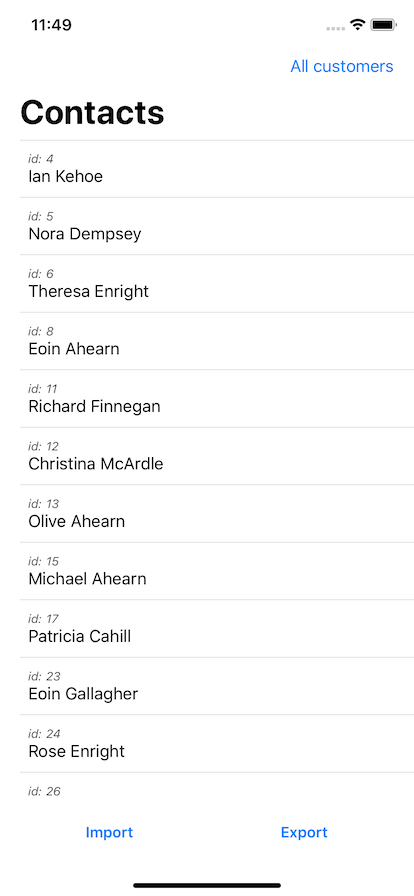 11:49
All customers
Contacts
id: 4
Ian Kehoe
id: 5
Nora Dempsey
id: 6
Theresa Enright
id: 8
Eoin Ahearn
id: 11
Richard Finnegan
id: 12
Christina McArdle
id: 13
Olive Ahearn
id: 15
Michael Ahearn
id: 17
Patricia Cahill
id: 23
Eoin Gallagher
id: 24
Rose Enright
id: 26
Import Export